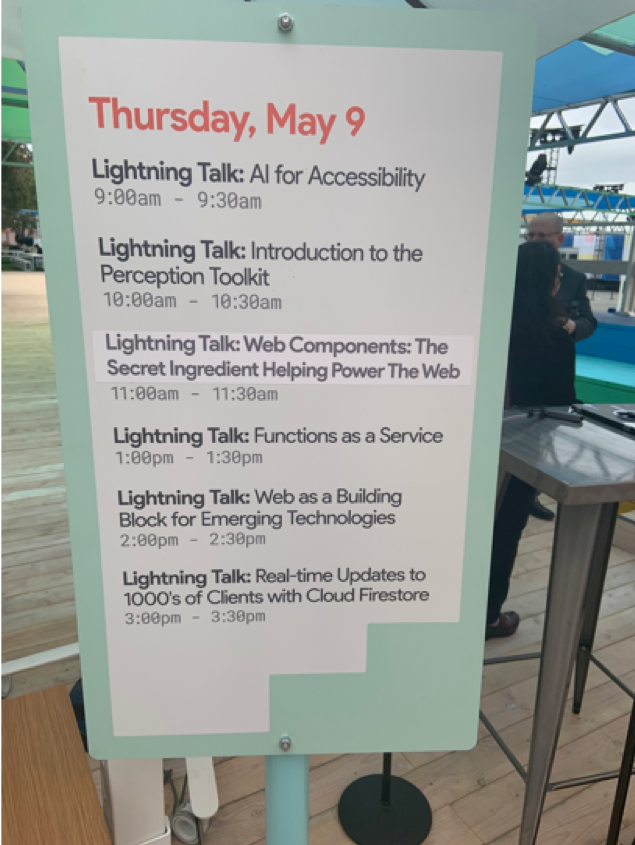 Thursday, May 9
Lightning Talk: AI for Accessibility
9:00am - 9:30am
Lightning Talk: Introduction to the
Perception Toolkit
10:00am - 10:30am
Lightning Talk: Web Components: The
Secret Ingredient Helping Power The Web
11:00am - 11:30am
Lightning Talk: Functions as a Service
1:00pm - 1:30pm
Lightning Talk: Web as a Building
Block for Emerging Technologies
2:00pm - 2:30pm
Lightning Talk: Real-time Updates to
1000's of Clients with Cloud Firestore
3:00pm - 3:30pm